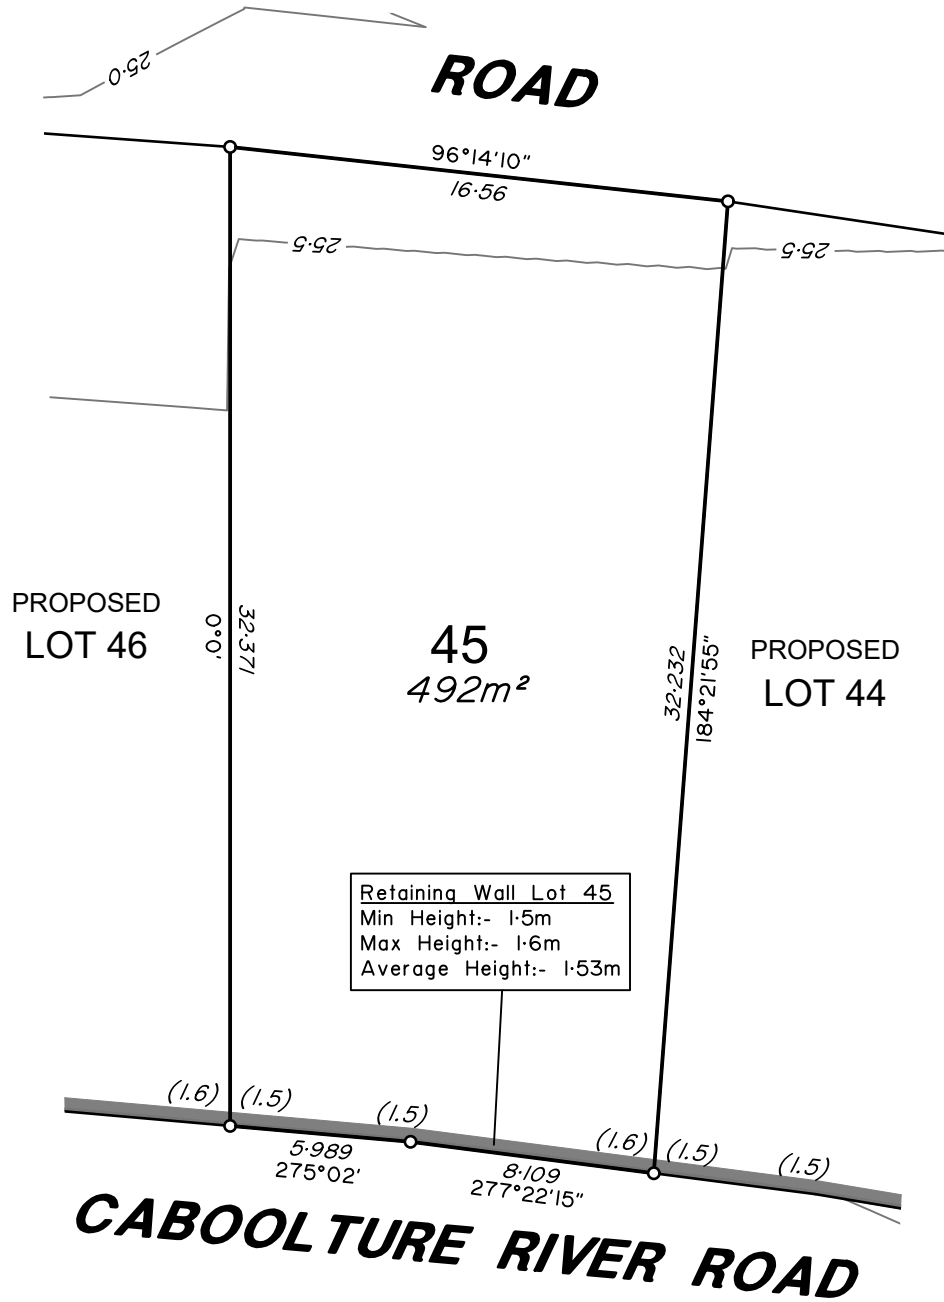 25·0
ROAD
96°14'10"
16·56
25·5
25·5
PROPOSED
LOT 46
0°0'
32·371
45
492m²
32·232
184°21'55"
PROPOSED
LOT 44
Retaining Wall Lot 45
Min Height:- 1·5m
Max Height:- 1·6m
Average Height:- 1·53m
(1.6)
(1.5)
(1.5)
(1.6)
(1.5)
(1.5)
5·989
275°02'
8·109
277°22'15"
CABOOLTURE RIVER ROAD